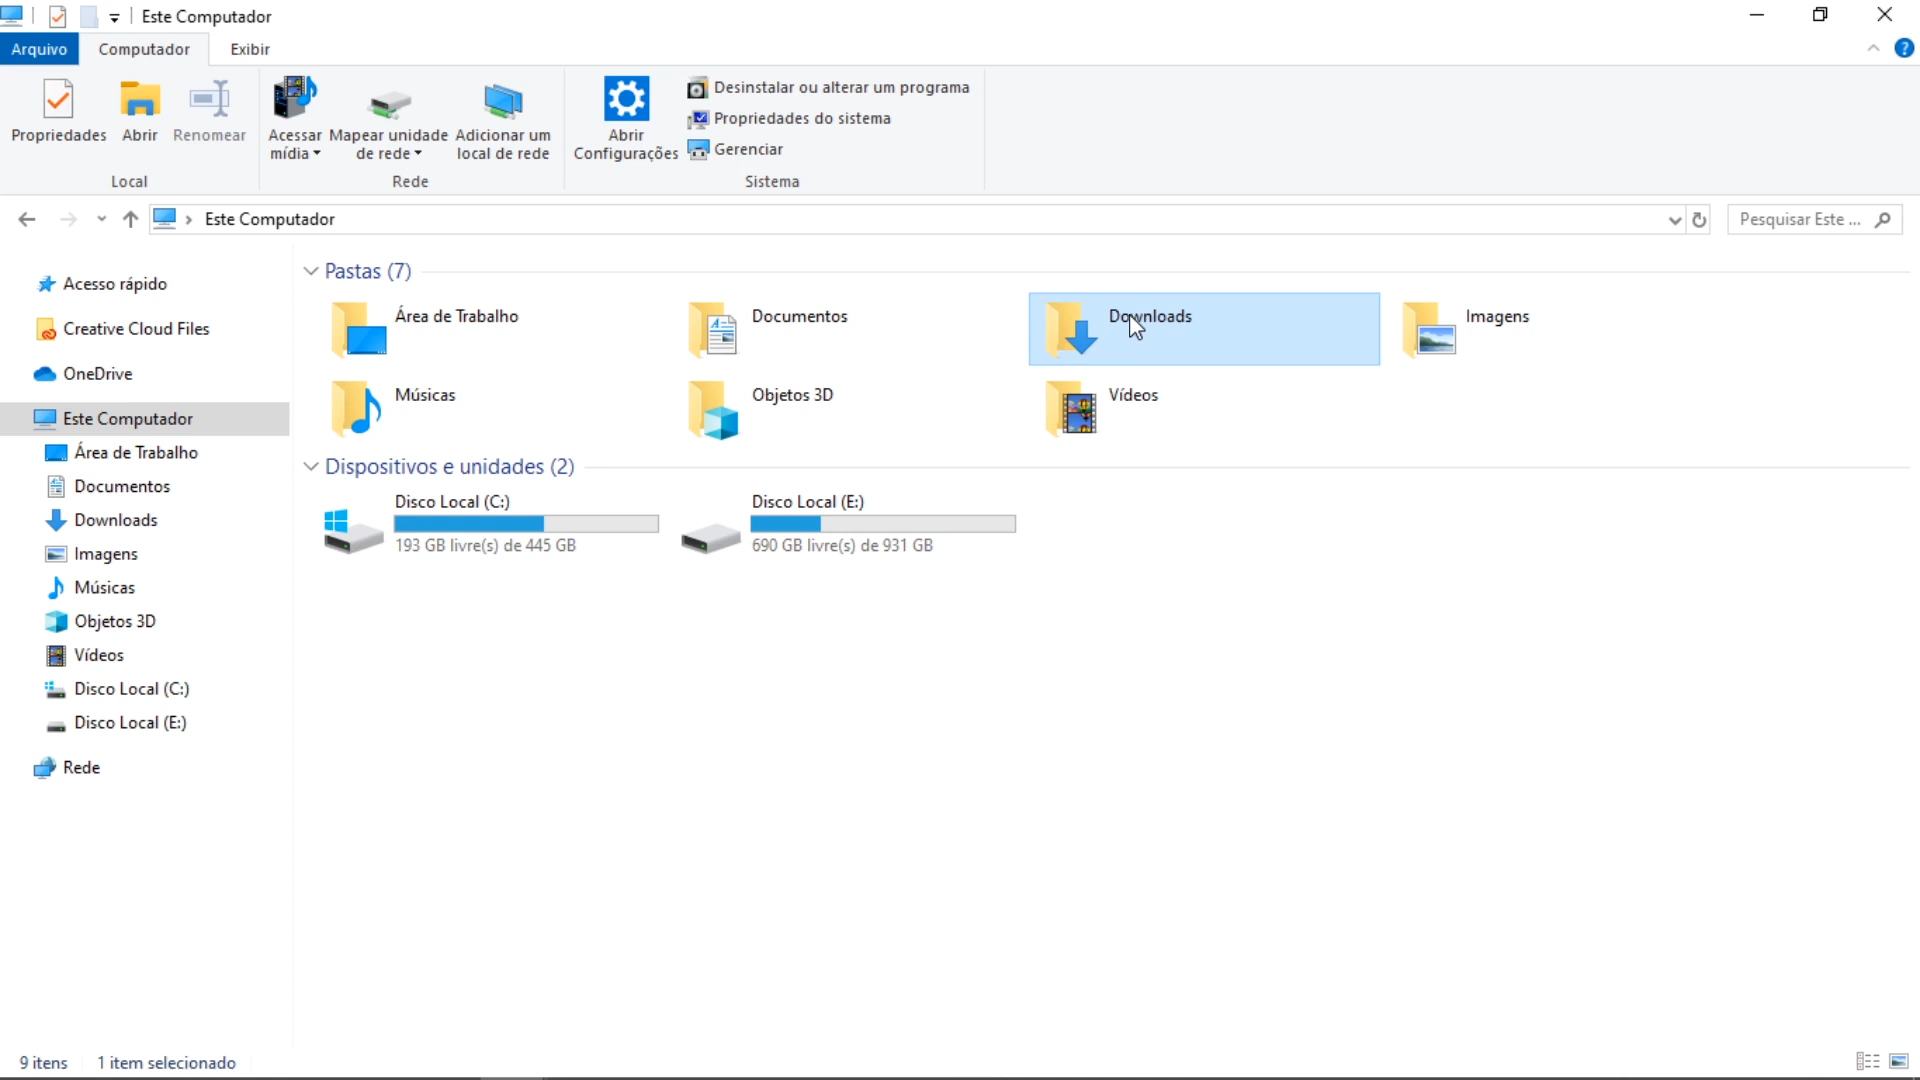 Este Computador
Arquivo Computador Exibir
Propriedades Abrir Renomear
Acessar mídia
Mapear unidade de rede
Adicionar um local de rede
Abrir Configurações
Desinstalar ou alterar um programa
Propriedades do sistema
Gerenciar
Local Rede Sistema
Este Computador
Pesquisar Este ...
Acesso rápido
Creative Cloud Files
OneDrive
Este Computador
Área de Trabalho
Documentos
Downloads
Imagens
Músicas
Objetos 3D
Vídeos
Disco Local (C:)
Disco Local (E:)
Rede
Pastas (7)
Área de Trabalho
Documentos
Downloads
Imagens
Músicas
Objetos 3D
Vídeos
Dispositivos e unidades (2)
Disco Local (C:)
193 GB livre(s) de 445 GB
Disco Local (E:)
690 GB livre(s) de 931 GB
9 itens 1 item selecionado